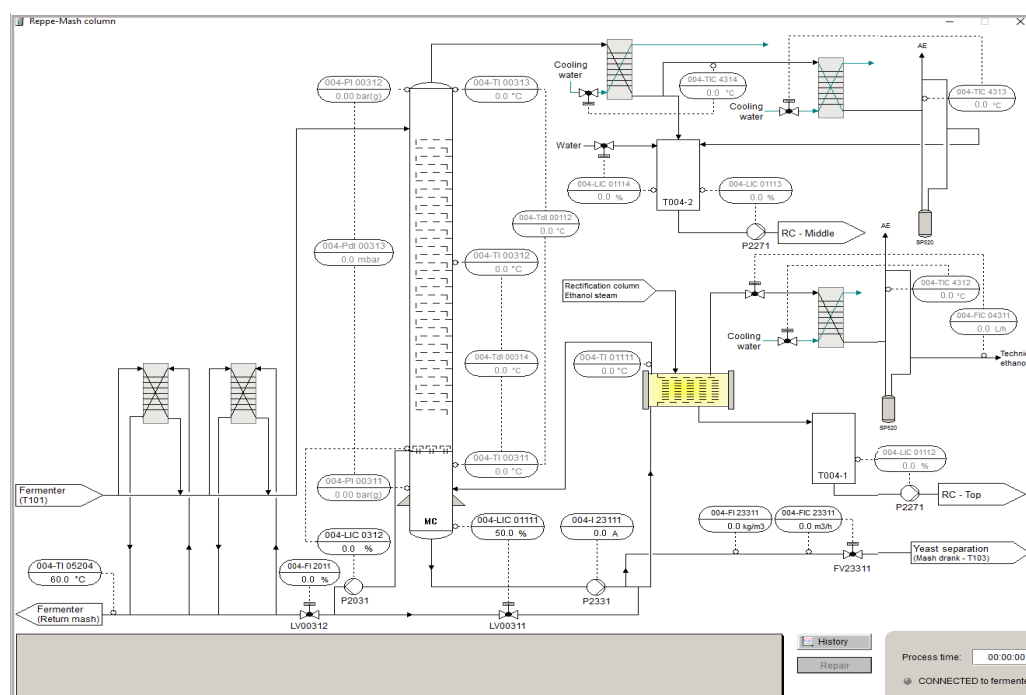 Reppe-Mash column
004-PI 00312
0.00 bar(g)
004-TI 00313
0.0 °C
Cooling
water
004-TIC 4314
0.0 °C
Cooling
water
AE
004-TIC 4313
0.0 °C
Water
004-LIC 01114
0.0 %
T004-2
004-LIC 01113
0.0 %
P2271
RC - Middle
SP520
004-Tdl 00112
0.0 °C
004-PdI 00313
0.0 mbar
004-TI 00312
0.0 °C
Rectification column
Ethanol steam
AE
004-TIC 4312
0.0 °C
004-FIC 04311
0.0 L/h
Cooling
water
004-Tdl 00314
0.0 °C
004-TI 01111
0.0 °C
Technic
ethano
SP520
004-TI 00311
0.0 °C
004-PI 00311
0.00 bar(g)
T004-1
004-LIC 01112
0.0 %
P2271
RC - Top
Fermenter
(T101)
MC
004-LIC 01111
50.0 %
004-I 23111
0.0 A
004-FI 23311
0.0 kg/m3
004-FIC 23311
0.0 m3/h
004-LIC 0312
0.0 %
Yeast separation
(Mash drank - T103)
FV23311
004-TI 05204
60.0 °C
004-FI 2011
0.0 %
P2031
P2331
Fermenter
(Return mash)
LV00312
LV00311
History
Repair
Process time:
00:00:00
CONNECTED to fermente